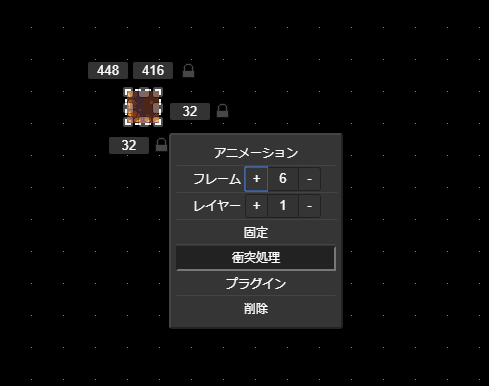 448 416
32
32
アニメーション
フレーム + 6 -
レイヤー + 1 -
固定
衝突処理
プラグイン
削除